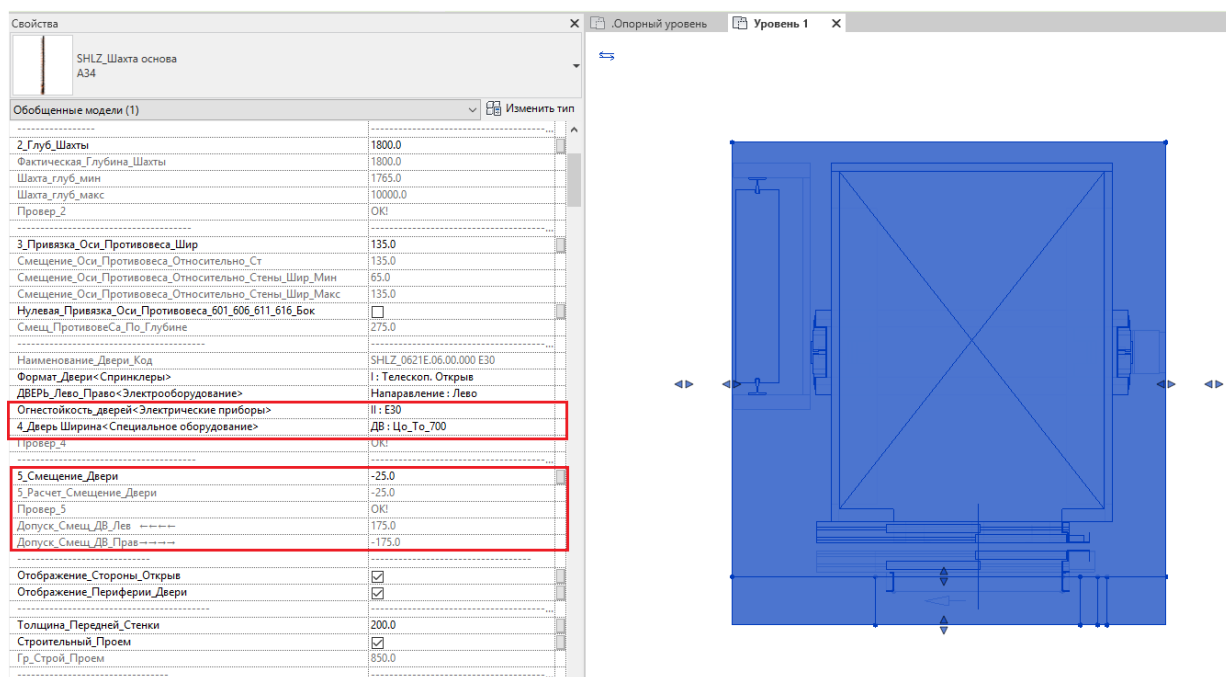 Свойства
.Опорный уровень
Уровень 1
SHLZ_Шахта основа
A34
Обобщенные модели (1)
Изменить тип
2_Глуб_Шахты 1800.0
Фактическая_Глубина_Шахты 1800.0
Шахта_глуб_мин 1765.0
Шахта_глуб_макс 10000.0
Провер_2 OK!
3_Привязка_Оси_Противовеса_Шир 135.0
Смещение_Оси_Противовеса_Относительно_Ст 135.0
Смещение_Оси_Противовеса_Относительно_Стены_Шир_Мин 65.0
Смещение_Оси_Противовеса_Относительно_Стены_Шир_Макс 135.0
Нулевая_Привязка_Оси_Противовеса_601_606_611_616_Бок
Смещ_ПротивовеСа_По_Глубине 275.0
Наименование_Двери_Код SHLZ_0621E.06.00.000 E30
Формат_Двери<Спринклеры> I : Телескоп. Открыв
ДВЕРЬ_Лево_Право<Электрооборудование> Напаравление : Лево
Огнестойкость_дверей<Электрические приборы> II : E30
4_Дверь Ширина<Специальное оборудование> ДВ : Цо_То_700
Провер_4 OK!
5_Смещение_Двери -25.0
5_Расчет_Смещение_Двери -25.0
Провер_5 OK!
Допуск_Смещ_ДВ_Лев ←←←← 175.0
Допуск_Смещ_ДВ_Прав→→→→ -175.0
Отображение_Стороны_Открыв
Отображение_Периферии_Двери
Толщина_Передней_Стенки 200.0
Строительный_Проем
Гр_Строй_Проем 850.0